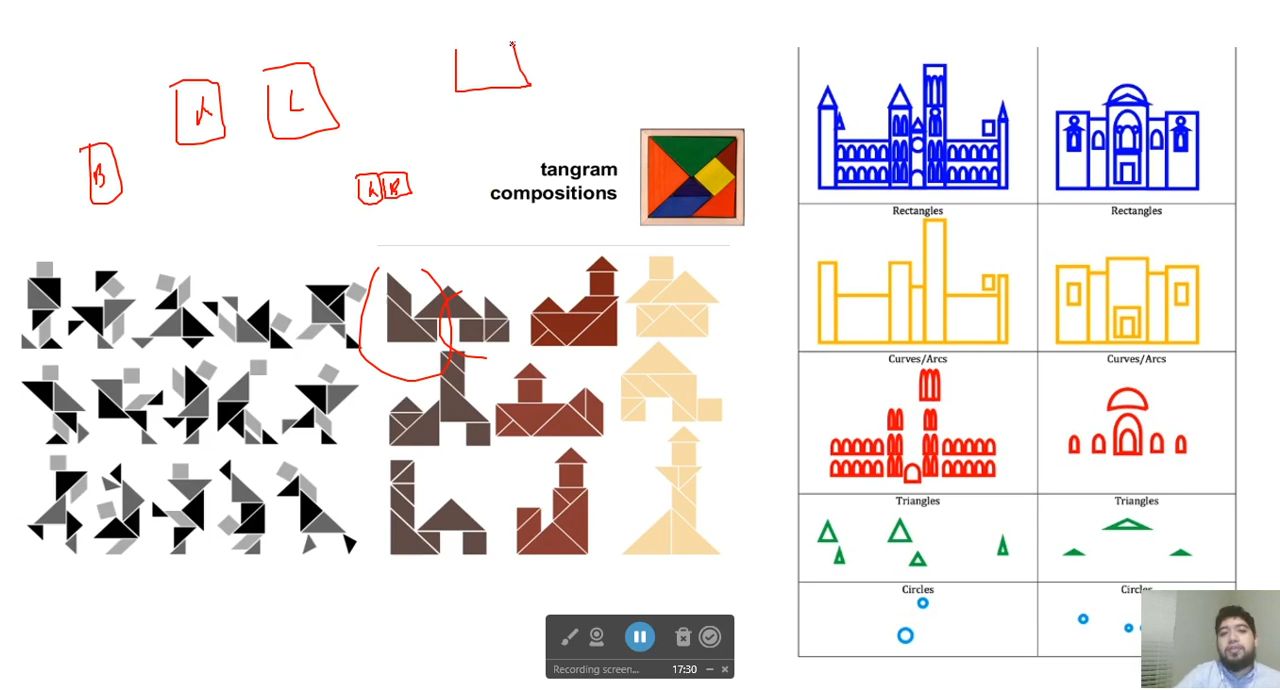 L
B
tangram
compositions
Rectangles
Rectangles
Curves/Arcs
Curves/Arcs
Triangles
Triangles
Circles
Recording screen...
17:30